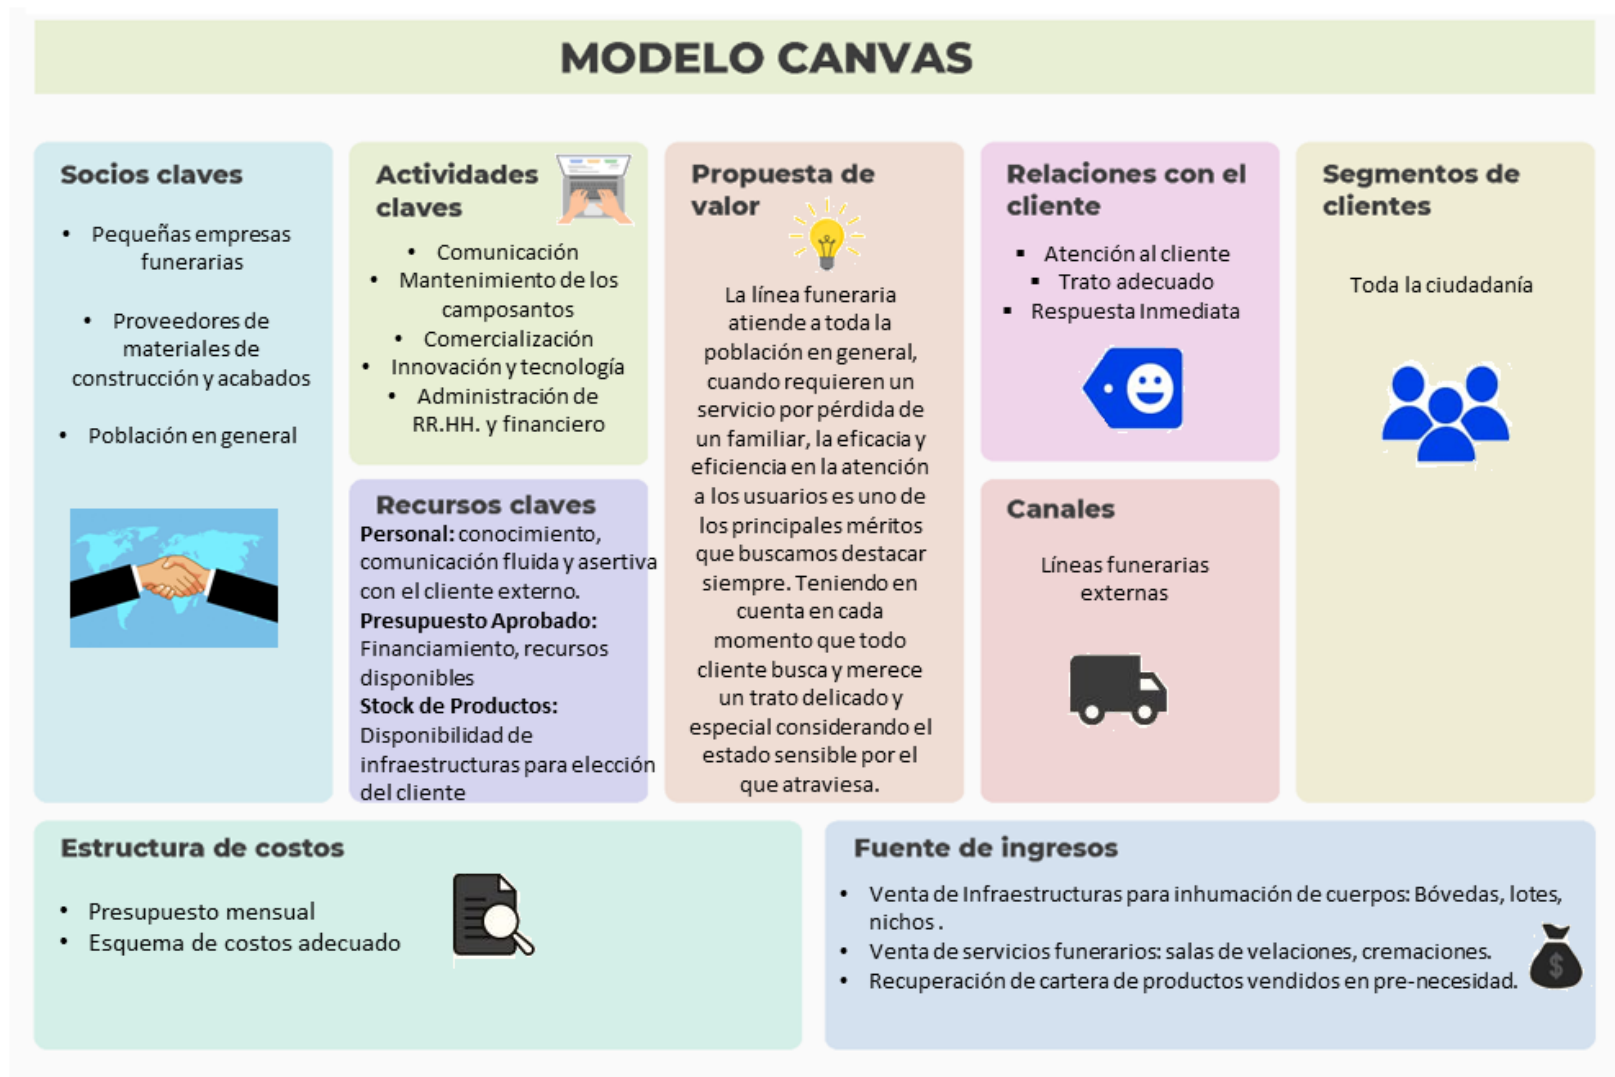 MODELO CANVAS
Socios claves
• Pequeñas empresas
funerarias
• Proveedores de
materiales de
construcción y acabados
• Población en general
Actividades
claves
• Comunicación
• Mantenimiento de los
camposantos
• Comercialización
• Innovación y tecnología
• Administración de
RR.HH. y financiero
Recursos claves
Personal: conocimiento,
comunicación fluida y asertiva
con el cliente externo.
Presupuesto Aprobado:
Financiamiento, recursos
disponibles
Stock de Productos:
Disponibilidad de
infraestructuras para elección
del cliente
Propuesta de
valor
La línea funeraria
atiende a toda la
población en general,
cuando requieren un
servicio por pérdida de
un familiar, la eficacia y
eficiencia en la atención
a los usuarios es uno de
los principales méritos
que buscamos destacar
siempre. Teniendo en
cuenta en cada
momento que todo
cliente busca y merece
un trato delicado y
especial considerando el
estado sensible por el
que atraviesa.
Relaciones con el
cliente
▪ Atención al cliente
▪ Trato adecuado
▪ Respuesta Inmediata
Canales
Líneas funerarias
externas
Segmentos de
clientes
Toda la ciudadanía
Estructura de costos
• Presupuesto mensual
• Esquema de costos adecuado
Fuente de ingresos
• Venta de Infraestructuras para inhumación de cuerpos: Bóvedas, lotes,
nichos .
• Venta de servicios funerarios: salas de velaciones, cremaciones.
• Recuperación de cartera de productos vendidos en pre-necesidad.
$